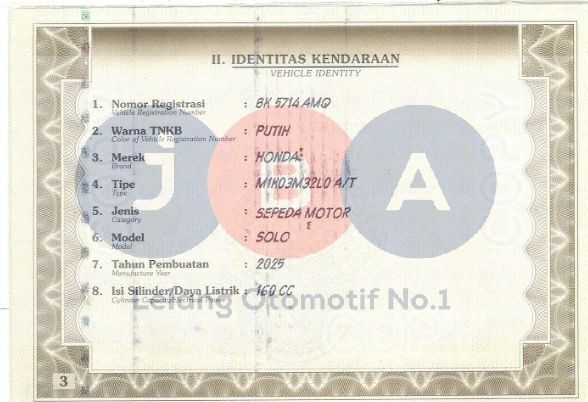 II. IDENTITAS KENDARAAN
VEHICLE IDENTITY
1. Nomor Registrasi : BK 5714 AMQ
Vehicle Registration Number
2. Warna TNKB : PUTIH
Color of Vehicle Registration Number
3. Merek : HONDA
Brand
4. Tipe : M1K03M32L0 A/T
Type
5. Jenis : SEPEDA MOTOR
Category
6. Model : SOLO
Model
7. Tahun Pembuatan : 2025
Manufacture Year
8. Isi Silinder/Daya Listrik : 160 CC
Cylinder Capacity/Electrical Power
JBA
Lelang Otomotif No.1
3